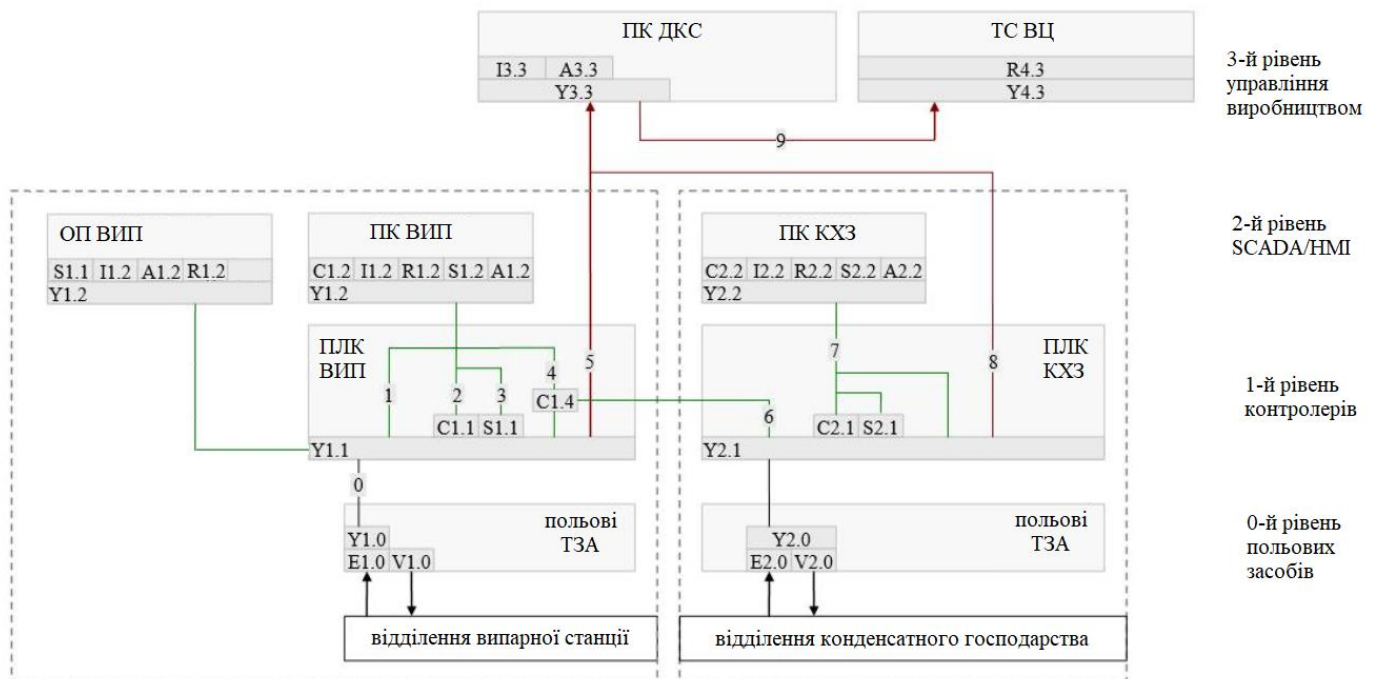 ПК ДКС
I3.3 A3.3
Y3.3
ТС ВЦ
R4.3
Y4.3
3-й рівень
управління
виробництвом
9
ОП ВИП
S1.1 I1.2 A1.2 R1.2
Y1.2
ПК ВИП
C1.2 I1.2 R1.2 S1.2 A1.2
Y1.2
ПК КХЗ
C2.2 I2.2 R2.2 S2.2 A2.2
Y2.2
2-й рівень
SCADA/HMI
ПЛК
ВИП
1
2
3
4
5
C1.4
C1.1 S1.1
Y1.1
6
7
8
ПЛК
КХЗ
C2.1 S2.1
Y2.1
1-й рівень
контролерів
0
польові
ТЗА
Y1.0
E1.0 V1.0
польові
ТЗА
Y2.0
E2.0 V2.0
0-й рівень
польових
засобів
відділення випарної станції
відділення конденсатного господарства